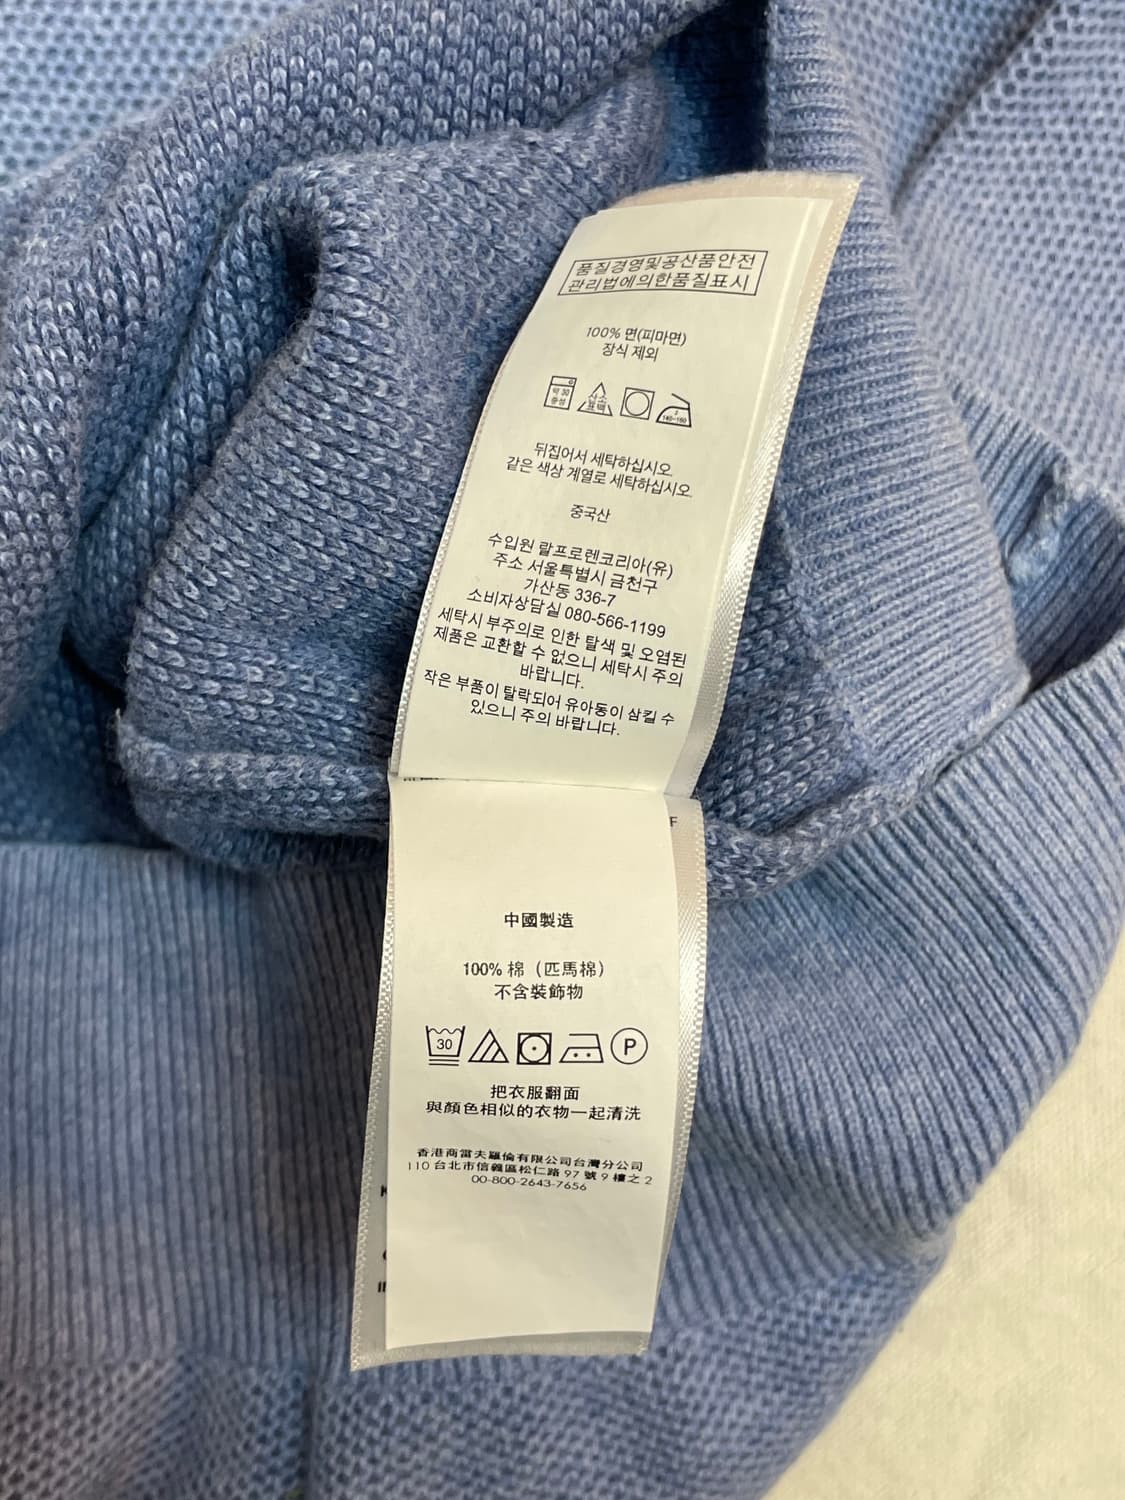 품질경영및공산품안전
관리법에의한품질표시
100% 면(피마면)
장식 제외
약 30
중성
산소
표백
2
140~160
뒤집어서 세탁하십시오.
같은 색상 계열로 세탁하십시오.
중국산
수입원 랄프로렌코리아(유)
주소 서울특별시 금천구
가산동 336-7
소비자상담실 080-566-1199
세탁시 부주의로 인한 탈색 및 오염된
제품은 교환할 수 없으니 세탁시 주의
바랍니다.
작은 부품이 탈락되어 유아동이 삼킬 수
있으니 주의 바랍니다.
F
中國製造
100% 棉（匹馬棉）
不含裝飾物
30
P
把衣服翻面
與顏色相似的衣物一起清洗
香港商雷夫羅倫有限公司台灣分公司
110 台北市信義區松仁路 97 號 9 樓之 2
00-800-2643-7656